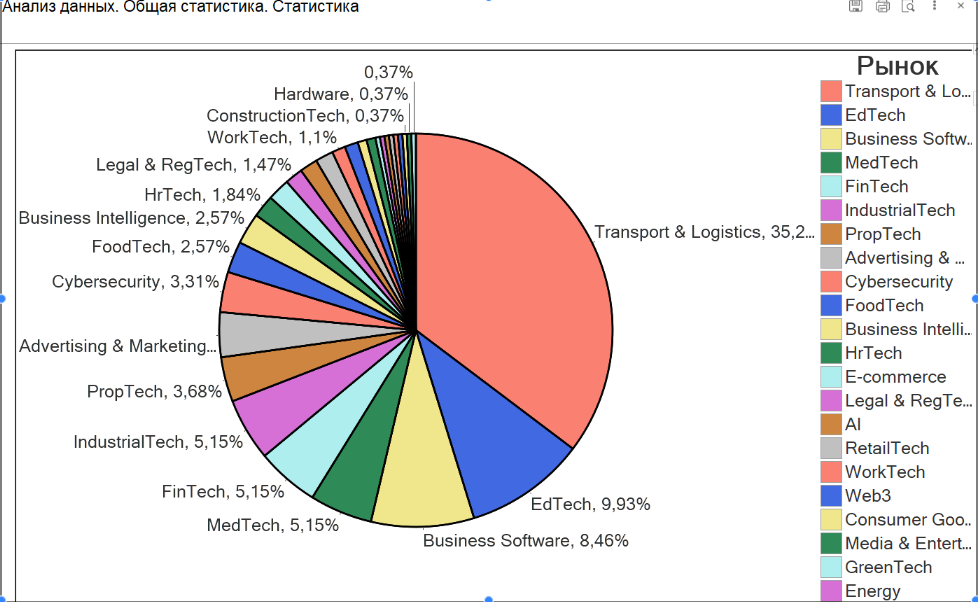 Анализ данных. Общая статистика. Статистика
0,37%
Hardware, 0,37%
ConstructionTech, 0,37%
WorkTech, 1,1%
Legal & RegTech, 1,47%
HrTech, 1,84%
Business Intelligence, 2,57%
FoodTech, 2,57%
Cybersecurity, 3,31%
Advertising & Marketing...
PropTech, 3,68%
IndustrialTech, 5,15%
FinTech, 5,15%
MedTech, 5,15%
Business Software, 8,46%
EdTech, 9,93%
Transport & Logistics, 35,2...
Рынок
Transport & Lo...
EdTech
Business Softw..
MedTech
FinTech
IndustrialTech
PropTech
Advertising & ...
Cybersecurity
FoodTech
Business Intelli..
HrTech
E-commerce
Legal & RegTe...
AI
RetailTech
WorkTech
Web3
Consumer Goo..
Media & Entert..
GreenTech
Energy